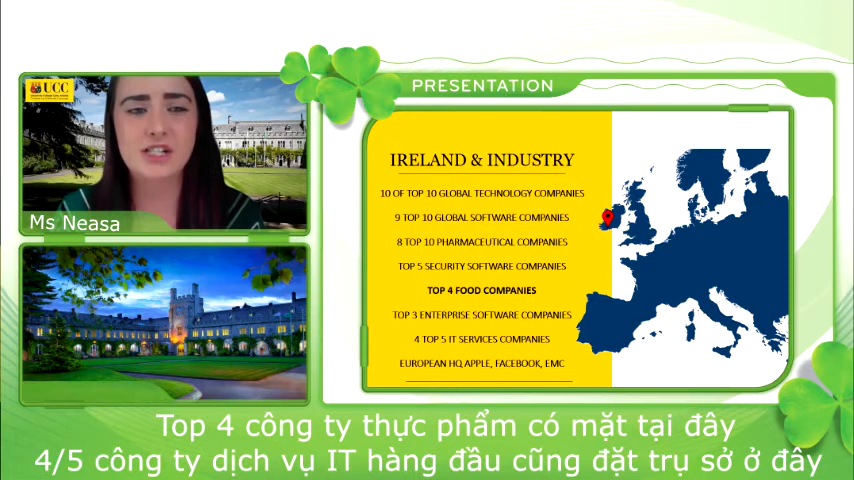 UCC
Ms Neasa
PRESENTATION
IRELAND & INDUSTRY
10 OF TOP 10 GLOBAL TECHNOLOGY COMPANIES
9 TOP 10 GLOBAL SOFTWARE COMPANIES
8 TOP 10 PHARMACEUTICAL COMPANIES
TOP 5 SECURITY SOFTWARE COMPANIES
TOP 4 FOOD COMPANIES
TOP 3 ENTERPRISE SOFTWARE COMPANIES
4 TOP 5 IT SERVICES COMPANIES
EUROPEAN HQ APPLE, FACEBOOK, EMC
Top 4 công ty thực phẩm có mặt tại đây
4/5 công ty dịch vụ IT hàng đầu cũng đặt trụ sở ở đây